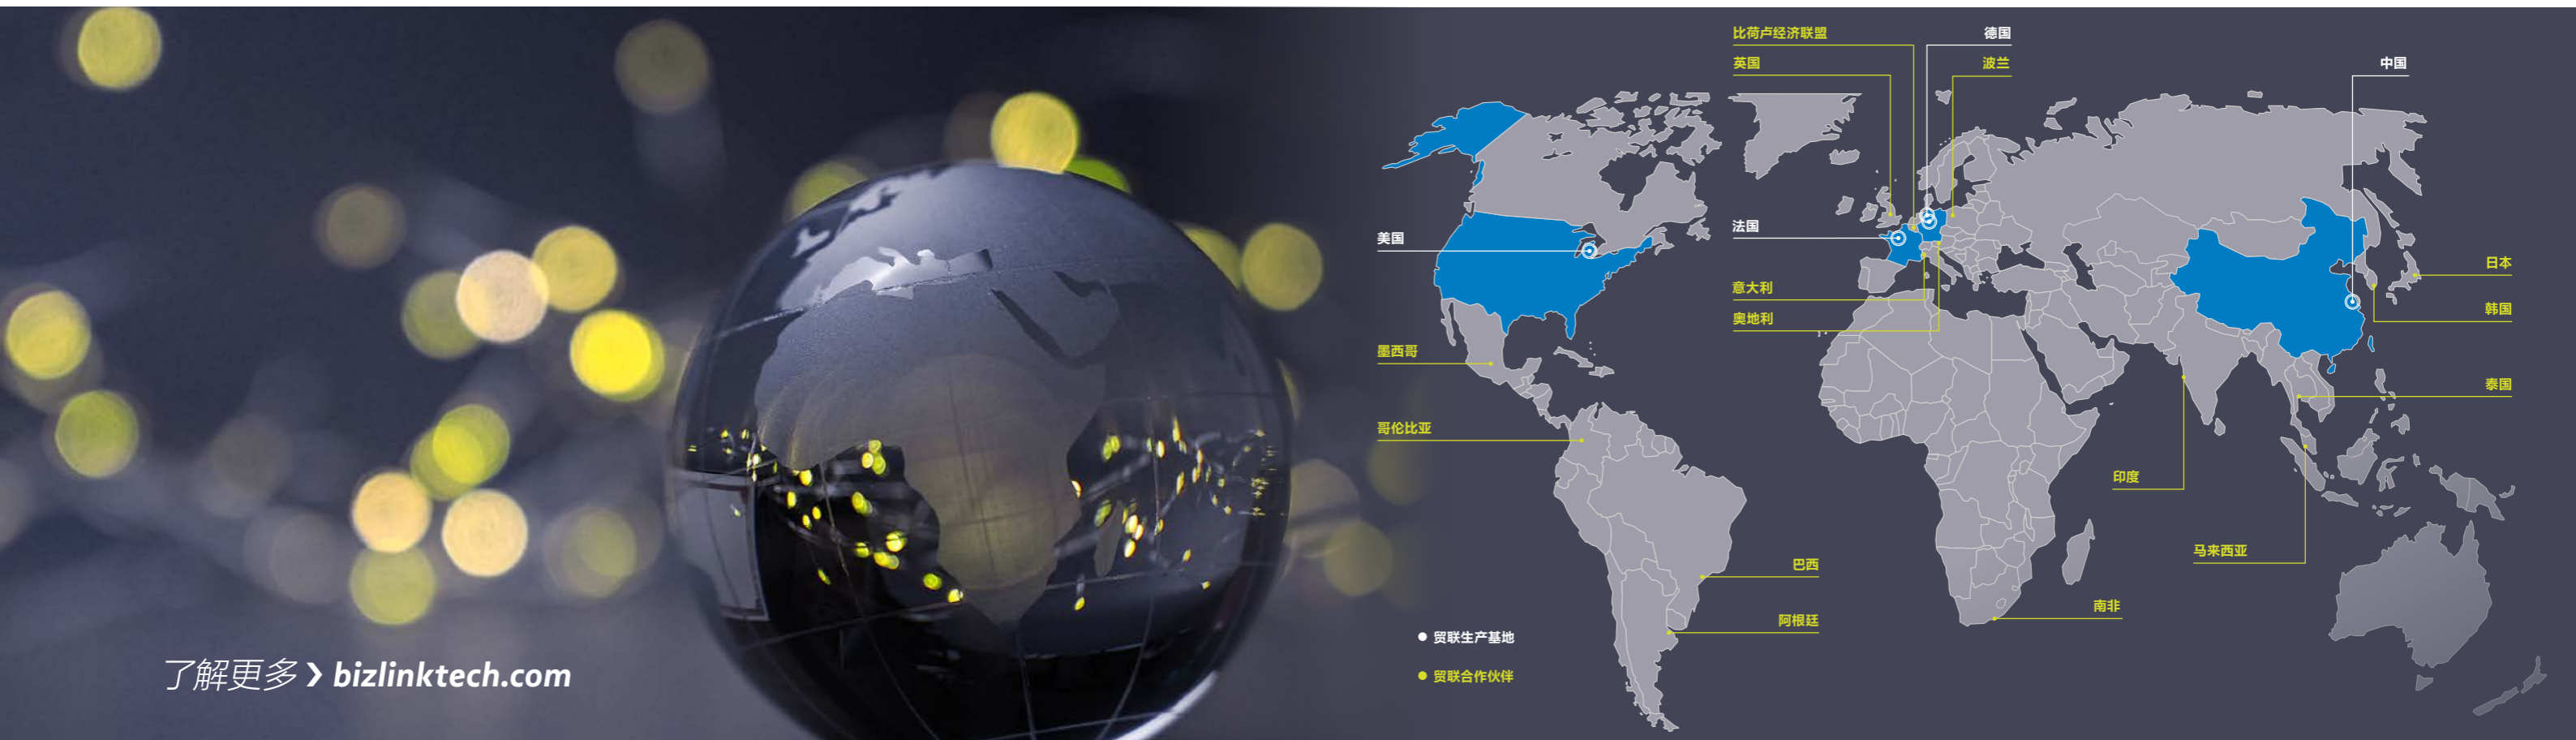 比荷卢经济联盟
德国
英国
波兰
中国
法国
美国
日本
意大利
韩国
奥地利
墨西哥
泰国
哥伦比亚
印度
马来西亚
巴西
南非
阿根廷
贸联生产基地
贸联合作伙伴
了解更多 › bizlinktech.com